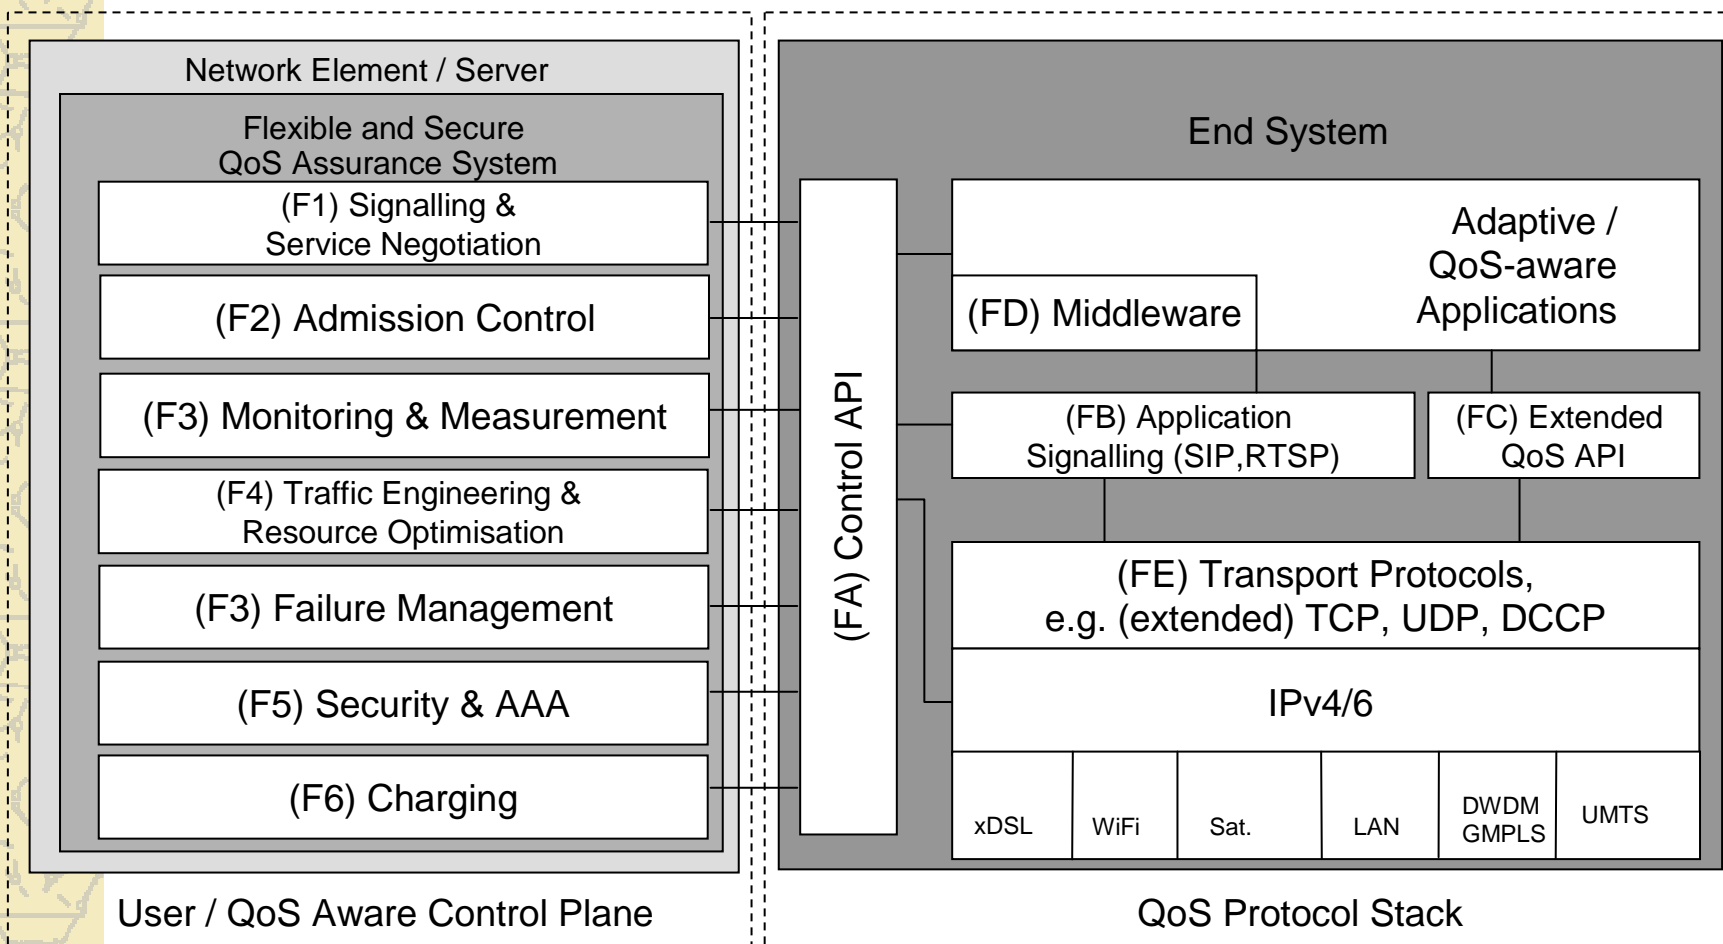 Network Element / Server
Flexible and Secure
QoS Assurance System
(F1) Signalling &
Service Negotiation
(F2) Admission Control
(F3) Monitoring & Measurement
(F4) Traffic Engineering &
Resource Optimisation
(F3) Failure Management
(F5) Security & AAA
(F6) Charging
User / QoS Aware Control Plane
End System
(FA) Control API
Adaptive /
QoS-aware
Applications
(FD) Middleware
(FB) Application
Signalling (SIP,RTSP)
(FC) Extended
QoS API
(FE) Transport Protocols,
e.g. (extended) TCP, UDP, DCCP
IPv4/6
xDSL
WiFi
Sat.
LAN
DWDM
GMPLS
UMTS
QoS Protocol Stack